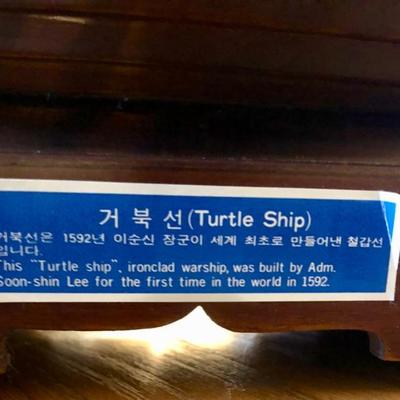 거북선(Turtle Ship)
거북선은 1592년 이순신 장군이 세계 최초로 만들어낸 철갑선
입니다.
This "Turtle ship", ironclad warship, was built by Adm.
Soon-shin Lee for the first time in the world in 1592.